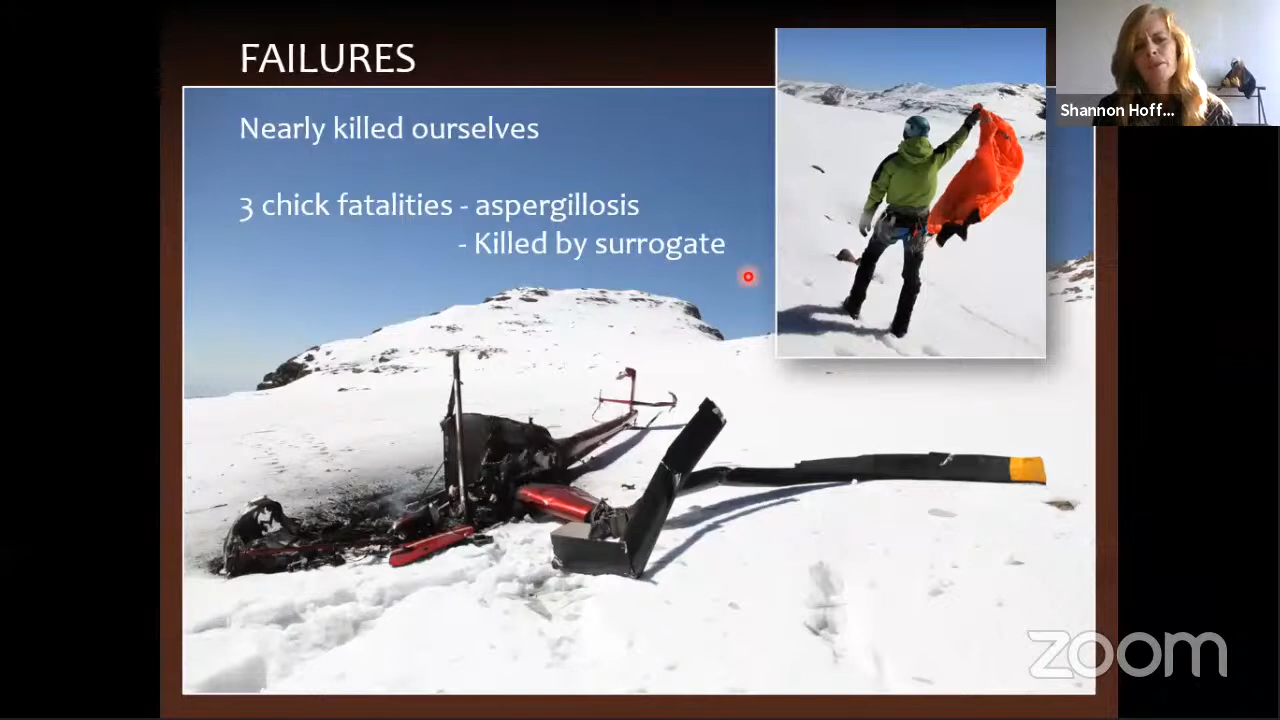 FAILURES
Nearly killed ourselves
3 chick fatalities - aspergillosis
- Killed by surrogate
Shannon Hoff...
zoom